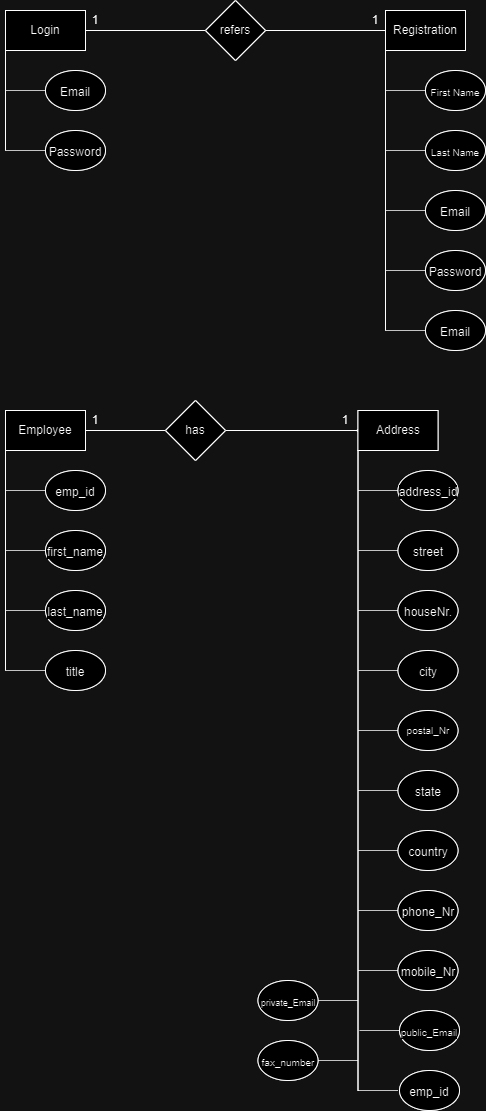 Login
1
refers
1
Registration
Email
Password
First Name
Last Name
Email
Password
Email
Employee
1
has
1
Address
emp_id
first_name
last_name
title
address_id
street
houseNr.
city
postal_Nr
state
country
phone_Nr
mobile_Nr
private_Email
public_Email
fax_number
emp_id